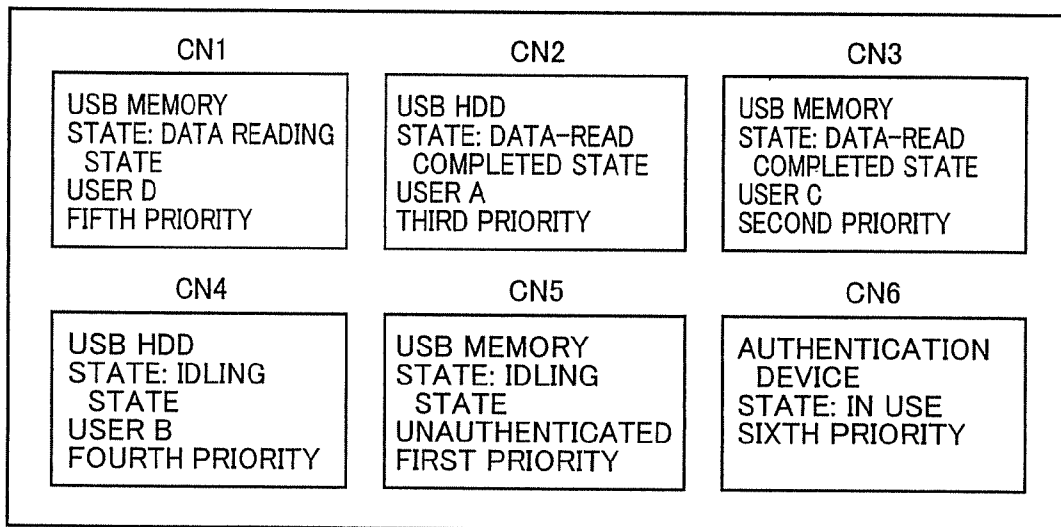 CN1
USB MEMORY
STATE: DATA READING
STATE
USER D
FIFTH PRIORITY
CN2
USB HDD
STATE: DATA-READ
COMPLETED STATE
USER A
THIRD PRIORITY
CN3
USB MEMORY
STATE: DATA-READ
COMPLETED STATE
USER C
SECOND PRIORITY
CN4
USB HDD
STATE: IDLING
STATE
USER B
FOURTH PRIORITY
CN5
USB MEMORY
STATE: IDLING
STATE
UNAUTHENTICATED
FIRST PRIORITY
CN6
AUTHENTICATION
DEVICE
STATE: IN USE
SIXTH PRIORITY